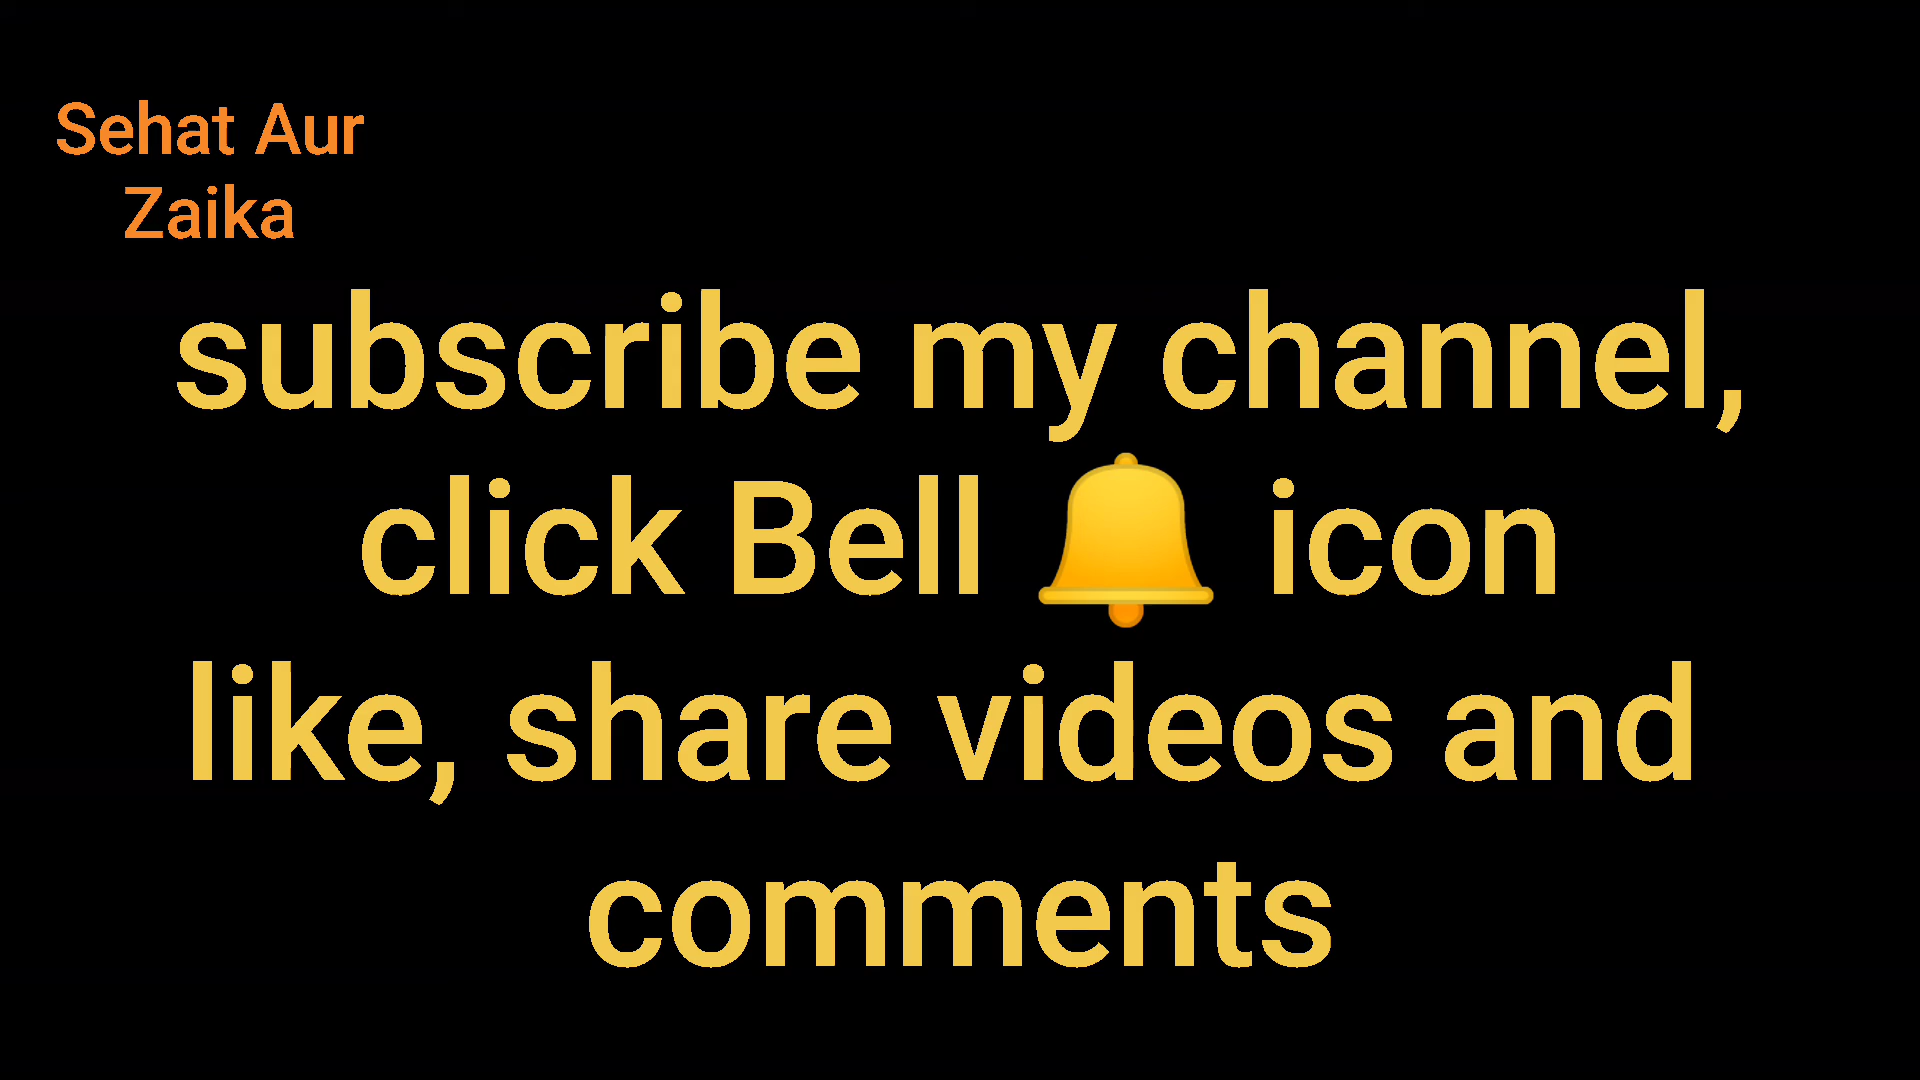 Sehat Aur
Zaika
subscribe my channel,
click Bell 🔔 icon
like, share videos and
comments